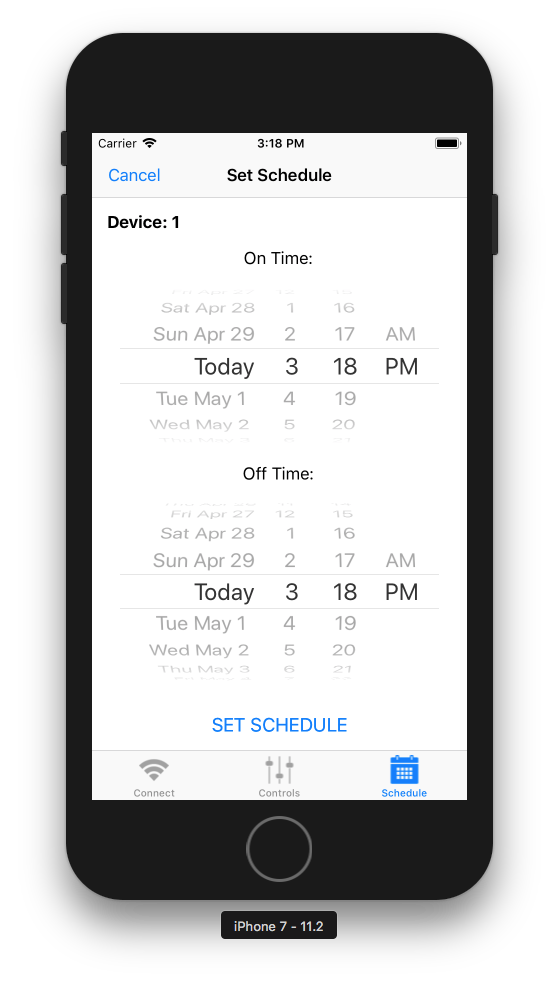 Carrier 3:18 PM
Cancel Set Schedule
Device: 1
On Time:
Fri Apr 27 12 15
Sat Apr 28 1 16
Sun Apr 29 2 17 AM
Today 3 18 PM
Tue May 1 4 19
Wed May 2 5 20
Thu May 3 6 21
Off Time:
Fri Apr 27 12 15
Sat Apr 28 1 16
Sun Apr 29 2 17 AM
Today 3 18 PM
Tue May 1 4 19
Wed May 2 5 20
Thu May 3 6 21
SET SCHEDULE
Connect Controls Schedule
iPhone 7 - 11.2